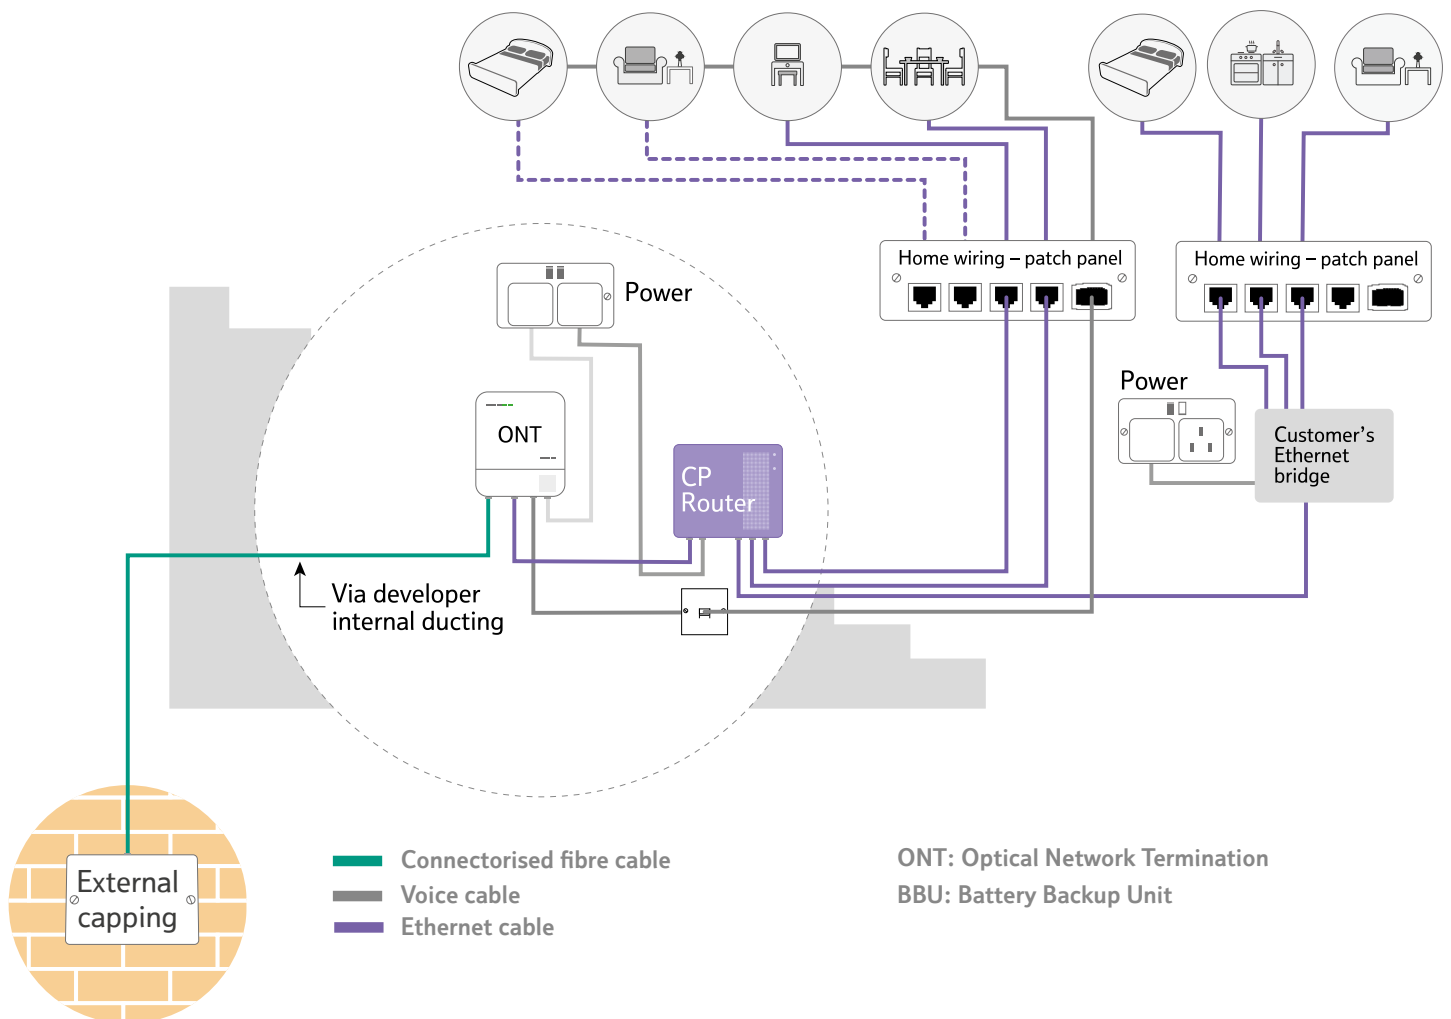 Home wiring – patch panel
Home wiring – patch panel
Power
Power
ONT
CP
Router
Customer's
Ethernet
bridge
Via developer
internal ducting
External
capping
Connectorised fibre cable
Voice cable
Ethernet cable
ONT: Optical Network Termination
BBU: Battery Backup Unit